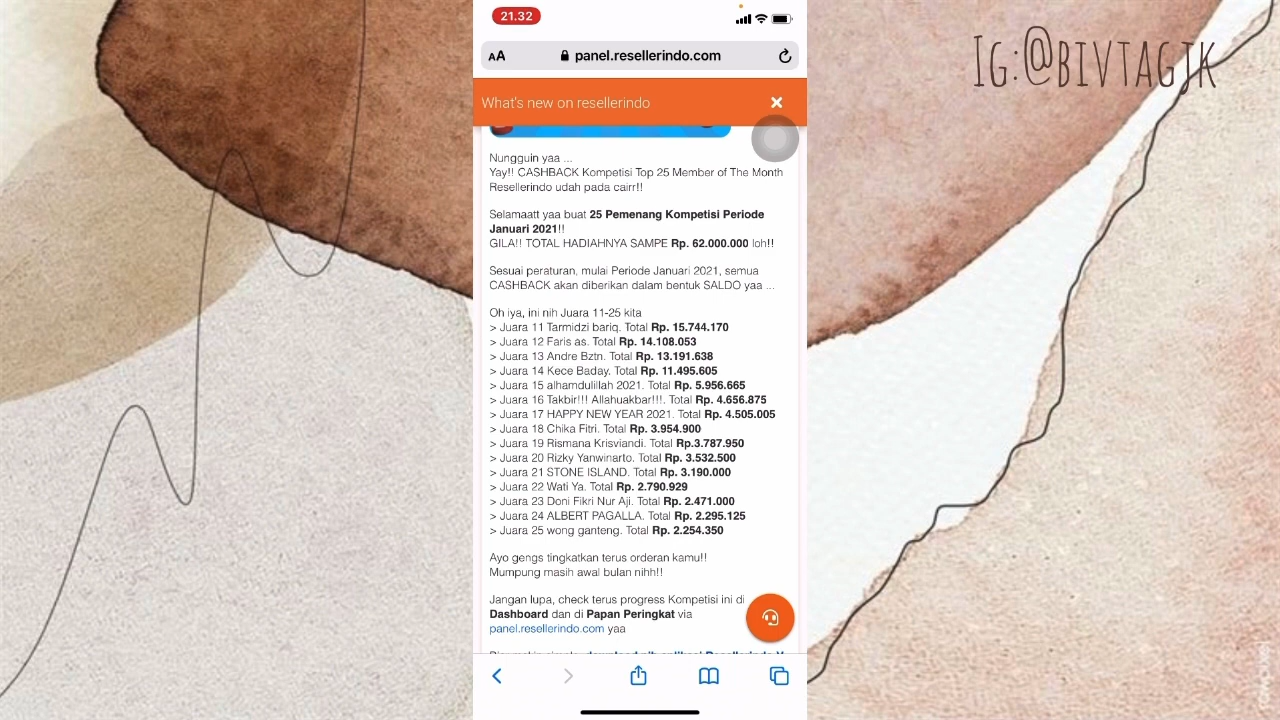 21.32
IG:@BIVTAGJK
AA panel.resellerindo.com
What's new on resellerindo
Nungguin yaa ...
Yay!! CASHBACK Kompetisi Top 25 Member of The Month
Resellerindo udah pada cairr!!
Selamaatt yaa buat 25 Pemenang Kompetisi Periode
Januari 2021!!
GILA!! TOTAL HADIAHNYA SAMPE Rp. 62.000.000 loh!!
Sesuai peraturan, mulai Periode Januari 2021, semua
CASHBACK akan diberikan dalam bentuk SALDO yaa ...
Oh iya, ini nih Juara 11-25 kita
> Juara 11 Tarmidzi bariq. Total Rp. 15.744.170
> Juara 12 Faris as. Total Rp. 14.108.053
> Juara 13 Andre Bztn. Total Rp. 13.191.638
> Juara 14 Kece Baday. Total Rp. 11.495.605
> Juara 15 alhamdulillah 2021. Total Rp. 5.956.665
> Juara 16 Takbir!!! Allahuakbar!!!. Total Rp. 4.656.875
> Juara 17 HAPPY NEW YEAR 2021. Total Rp. 4.505.005
> Juara 18 Chika Fitri. Total Rp. 3.954.900
> Juara 19 Rismana Krisviandi. Total Rp.3.787.950
> Juara 20 Rizky Yanwinarto. Total Rp. 3.532.500
> Juara 21 STONE ISLAND. Total Rp. 3.190.000
> Juara 22 Wati Ya. Total Rp. 2.790.929
> Juara 23 Doni Fikri Nur Aji. Total Rp. 2.471.000
> Juara 24 ALBERT PAGALLA. Total Rp. 2.295.125
> Juara 25 wong ganteng. Total Rp. 2.254.350
Ayo gengs tingkatkan terus orderan kamu!!
Mumpung masih awal bulan nihh!!
Jangan lupa, check terus progress Kompetisi ini di
Dashboard dan di Papan Peringkat via
panel.resellerindo.com yaa